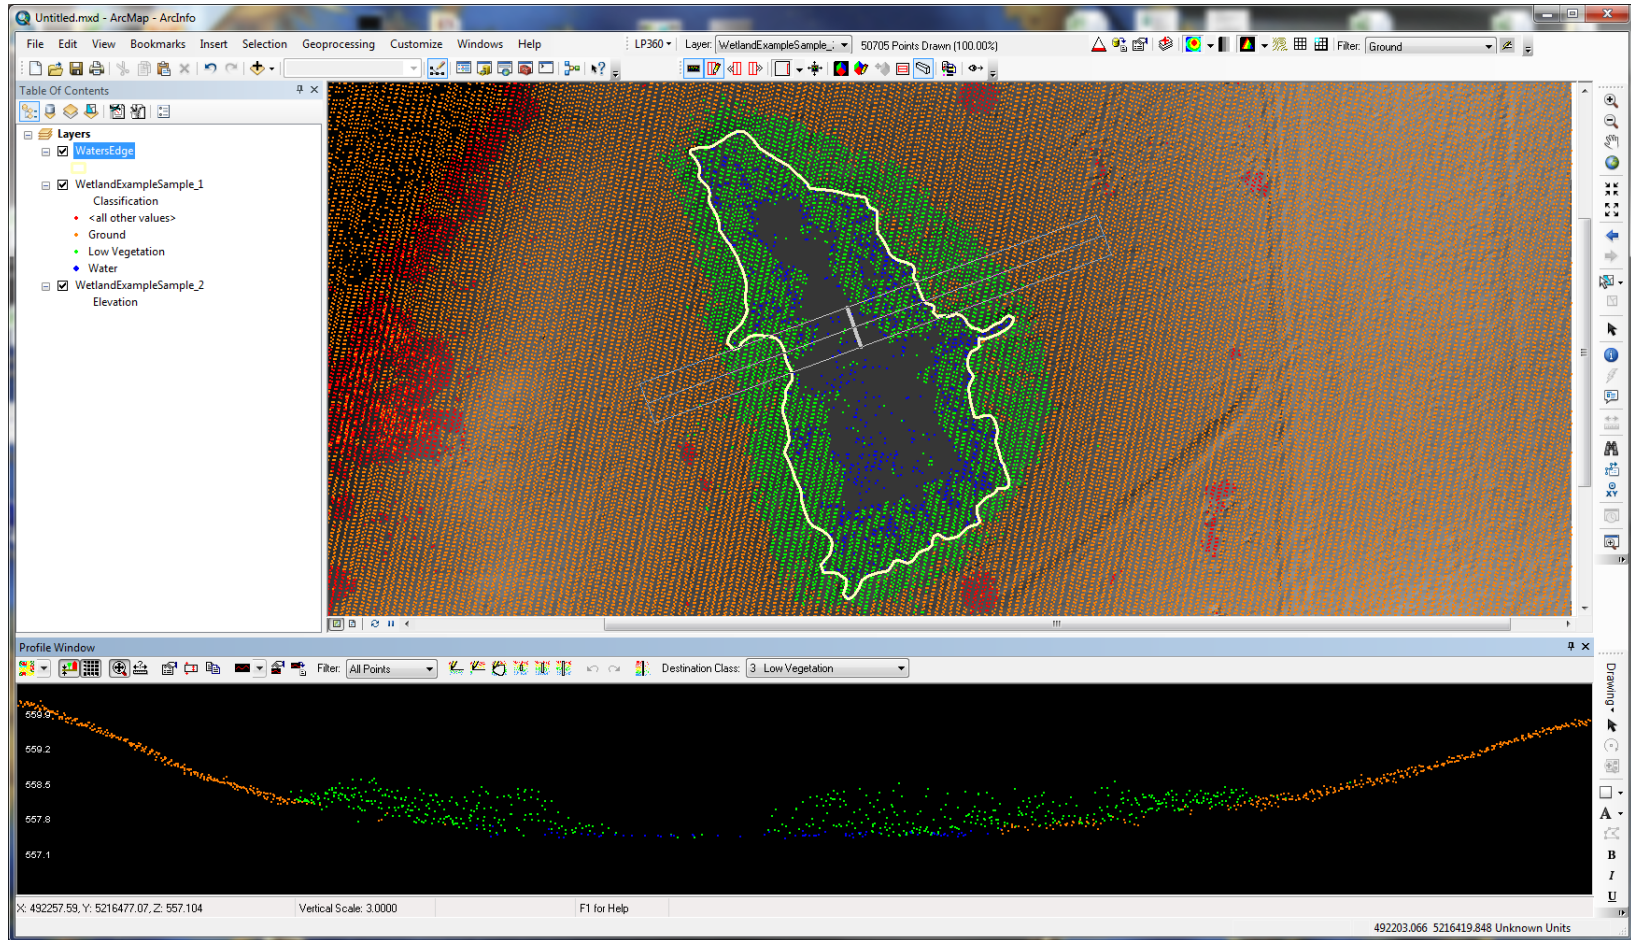 Untitled.mxd - ArcMap - ArcInfo
File Edit View Bookmarks Insert Selection Geoprocessing Customize Windows Help
LP360 Layer: WetlandExampleSample_: 50705 Points Drawn (100.00%) Filter: Ground
Table Of Contents
Layers
WatersEdge
WetlandExampleSample_1
Classification
<all other values>
Ground
Low Vegetation
Water
WetlandExampleSample_2
Elevation
XY
Profile Window
Filter: All Points Destination Class: 3 Low Vegetation
Drawing
559.9
559.2
558.5
557.8
557.1
A
B
I
U
X: 492257.59, Y: 5216477.07, Z: 557.104 Vertical Scale: 3.0000 F1 for Help
492203.066 5216419.848 Unknown Units